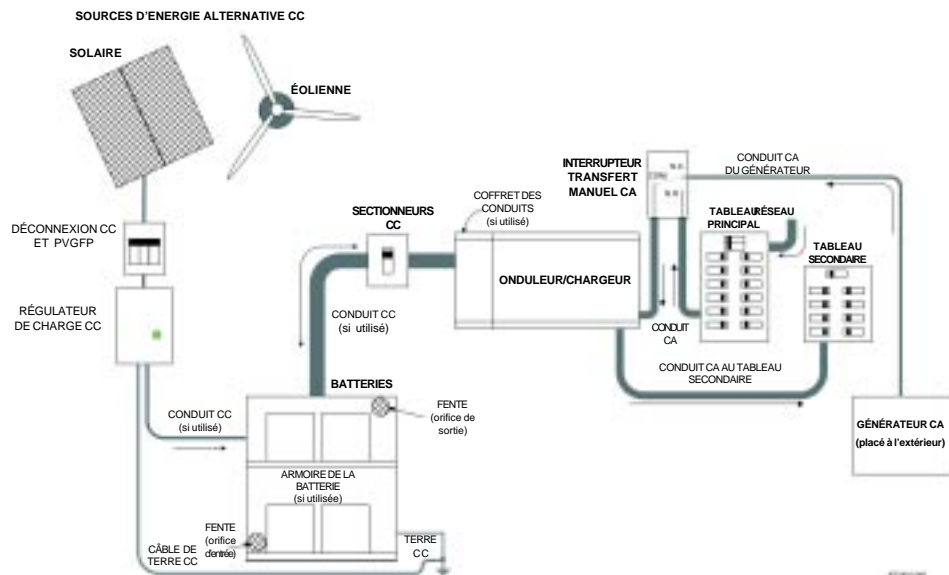 SOURCES D'ENERGIE ALTERNATIVE CC
SOLAIRE
ÉOLIENNE
DÉCONNEXION CC
ET PVGFP
RÉGULATEUR
DE CHARGE CC
CONDUIT CC
(si utilisé)
CÂBLE DE
TERRE CC
SECTIONNEURS
CC
CONDUIT CC
(si utilisé)
BATTERIES
FENTE
(orifice de
sortie)
ARMOIRE DE LA
BATTERIE
(si utilisée)
FENTE
(orifice
d'entrée)
TERRE
CC
COFFRET DES
CONDUITS
(si utilisé)
ONDULEUR/CHARGEUR
INTERRUPTEUR
TRANSFERT
MANUEL CA
CONDUIT CA
DU GÉNÉRATEUR
TABLEAU
PRINCIPAL
RÉSEAU
TABLEAU
SECONDAIRE
CONDUIT
CA
CONDUIT CA AU TABLEAU
SECONDAIRE
GÉNÉRATEUR CA
(placé à l'extérieur)